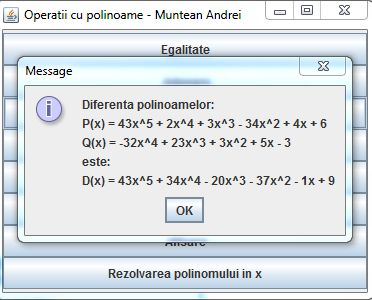 Operatii cu polinoame - Muntean Andrei
Egalitate
Message
Diferenta polinoamelor:
P(x) = 43x^5 + 2x^4 + 3x^3 - 34x^2 + 4x + 6
Q(x) = -32x^4 + 23x^3 + 3x^2 + 5x - 3
este:
D(x) = 43x^5 + 34x^4 - 20x^3 - 37x^2 - 1x + 9
OK
Afisare
Rezolvarea polinomului in x